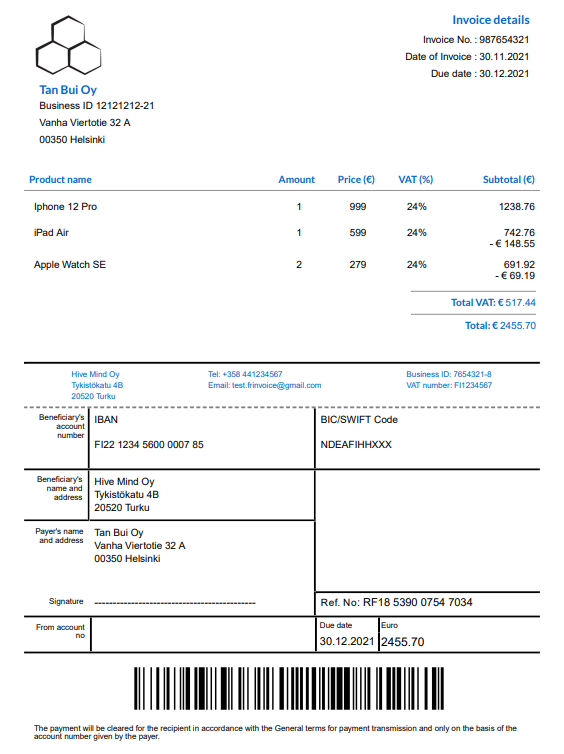 Invoice details
Invoice No. : 987654321
Date of Invoice : 30.11.2021
Due date : 30.12.2021
Tan Bui Oy
Business ID 12121212-21
Vanha Viertotie 32 A
00350 Helsinki
Product name Amount Price (€) VAT (%) Subtotal (€)
Iphone 12 Pro 1 999 24% 1238.76
iPad Air 1 599 24% 742.76
- € 148.55
Apple Watch SE 2 279 24% 691.92
- € 69.19
Total VAT: € 517.44
Total: € 2455.70
Hive Mind Oy Tel: +358 441234567 Business ID: 7654321-8
Tykistökatu 4B Email: test.frinvoice@gmail.com VAT number: FI1234567
20520 Turku
Beneficiary's
account
number
IBAN
FI22 1234 5600 0007 85
BIC/SWIFT Code
NDEAFIHHXXX
Beneficiary's
name and
address
Hive Mind Oy
Tykistökatu 4B
20520 Turku
Payer's name
and address
Tan Bui Oy
Vanha Viertotie 32 A
00350 Helsinki
Signature --------------------------------------------
Ref. No: RF18 5390 0754 7034
From account
no
Due date
30.12.2021
Euro
2455.70
The payment will be cleared for the recipient in accordance with the General terms for payment transmission and only on the basis of the
account number given by the payer.